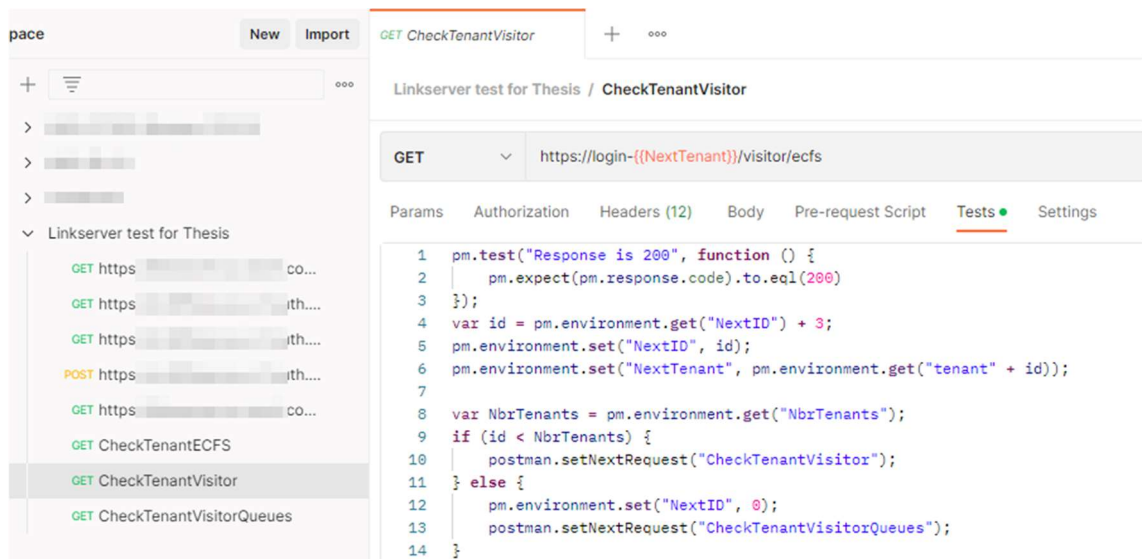 pace New Import
GET CheckTenantVisitor
Linkserver test for Thesis / CheckTenantVisitor
GET https://login-{{NextTenant}}/visitor/ecfs
Params Authorization Headers (12) Body Pre-request Script Tests Settings
Linkserver test for Thesis
GET https co...
GET https th....
GET https th....
POST https th....
GET https co...
GET CheckTenantECFS
GET CheckTenantVisitor
GET CheckTenantVisitorQueues
1 pm.test("Response is 200", function () {
2 pm.expect(pm.response.code).to.eql(200)
3 });
4 var id = pm.environment.get("NextID") + 3;
5 pm.environment.set("NextID", id);
6 pm.environment.set("NextTenant", pm.environment.get("tenant" + id));
7
8 var NbrTenants = pm.environment.get("NbrTenants");
9 if (id < NbrTenants) {
10 postman.setNextRequest("CheckTenantVisitor");
11 } else {
12 pm.environment.set("NextID", 0);
13 postman.setNextRequest("CheckTenantVisitorQueues");
14 }